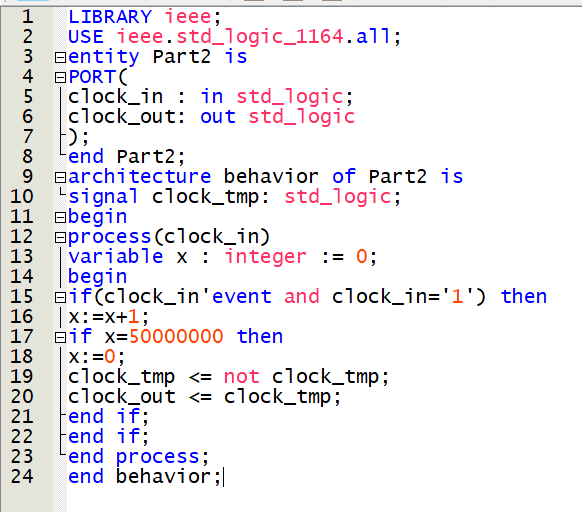 1 LIBRARY ieee;
2 USE ieee.std_logic_1164.all;
3 entity Part2 is
4 PORT(
5 clock_in : in std_logic;
6 clock_out: out std_logic
7 );
8 end Part2;
9 architecture behavior of Part2 is
10 signal clock_tmp: std_logic;
11 begin
12 process(clock_in)
13 variable x : integer := 0;
14 begin
15 if(clock_in'event and clock_in='1') then
16 x:=x+1;
17 if x=50000000 then
18 x:=0;
19 clock_tmp <= not clock_tmp;
20 clock_out <= clock_tmp;
21 end if;
22 end if;
23 end process;
24 end behavior;